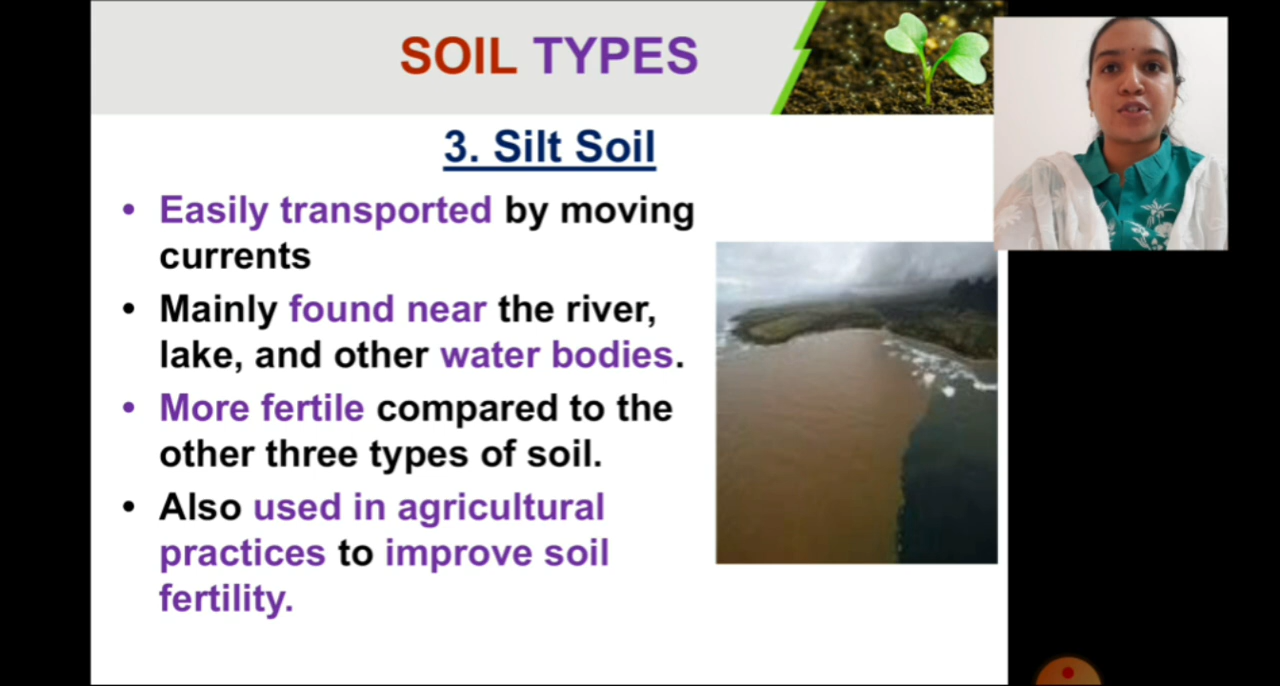 SOIL TYPES
3. Silt Soil
• Easily transported by moving
currents
• Mainly found near the river,
lake, and other water bodies.
• More fertile compared to the
other three types of soil.
• Also used in agricultural
practices to improve soil
fertility.